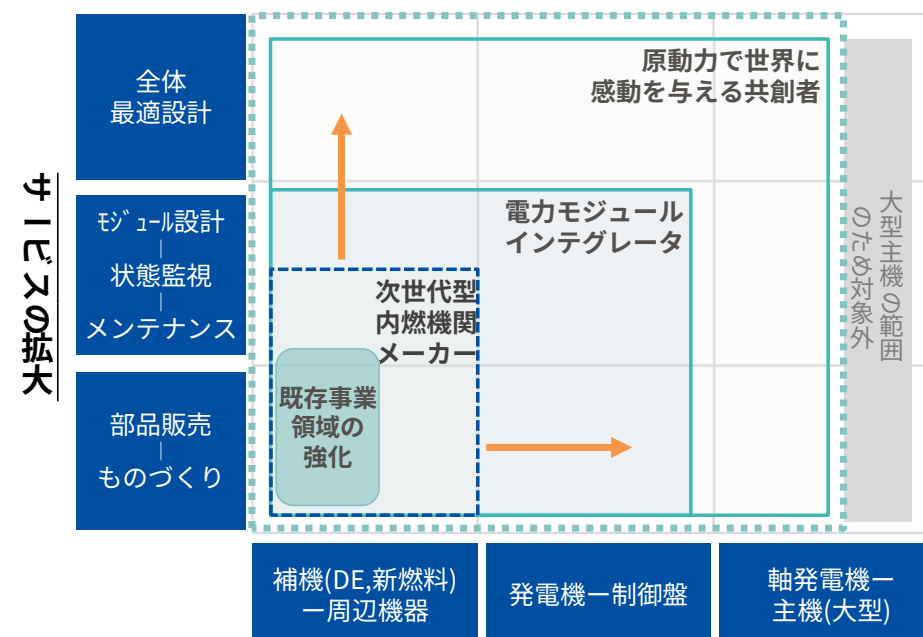 サービスの拡大
全体
最適設計
ﾓｼﾞｭｰﾙ設計
｜
状態監視
｜
メンテナンス
部品販売
｜
ものづくり
原動力で世界に
感動を与える共創者
電力モジュール
インテグレータ
次世代型
内燃機関
メーカー
既存事業
領域の
強化
大型主機の範囲
のため対象外
補機(DE,新燃料)
ー周辺機器
発電機ー制御盤
軸発電機ー
主機(大型)